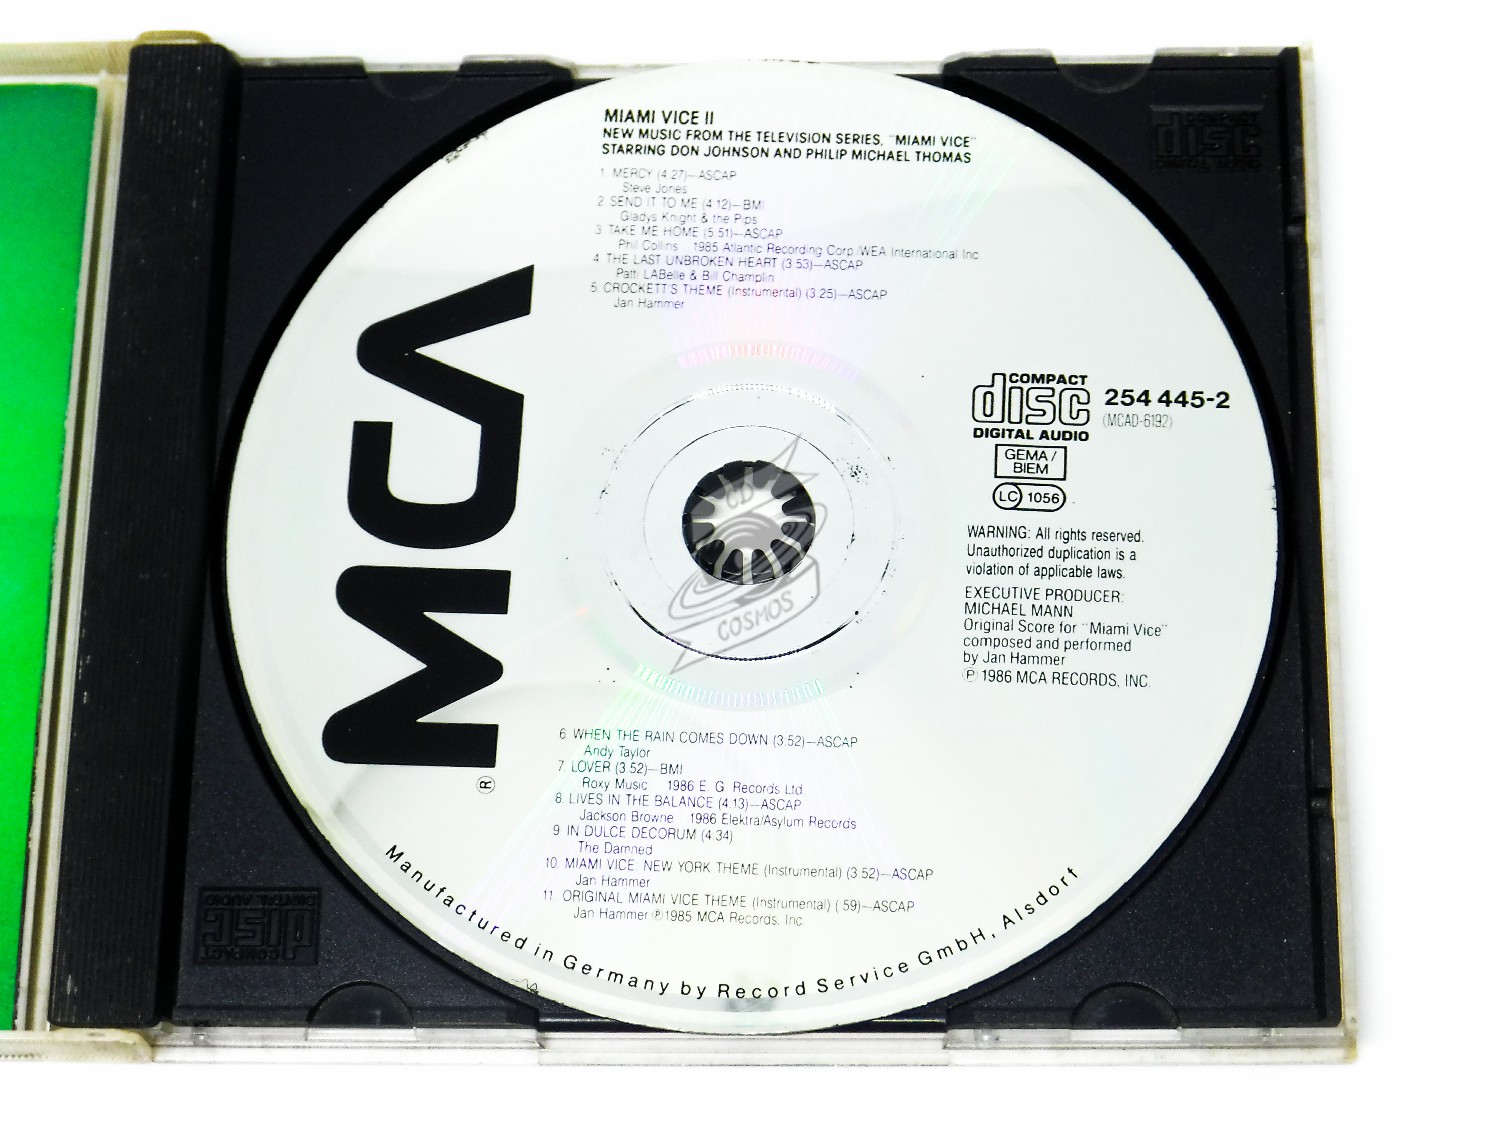 MIAMI VICE II
NEW MUSIC FROM THE TELEVISION SERIES, "MIAMI VICE"
STARRING DON JOHNSON AND PHILIP MICHAEL THOMAS
1 MERCY (4:27)—ASCAP
Steve Jones
2 SEND IT TO ME (4:12)—BMI
Gladys Knight & the Pips
3 TAKE ME HOME (5:51)—ASCAP
Phil Collins 1985 Atlantic Recording Corp/WEA International Inc
4 THE LAST UNBROKEN HEART (3:53)—ASCAP
Patti LABelle & Bill Champlin
5. CROCKETT'S THEME (Instrumental) (3:25)—ASCAP
Jan Hammer
MCA
®
COMPACT
disc
DIGITAL AUDIO
254 445-2
(MCAD-6192)
GEMA /
BIEM
LC 1056
WARNING: All rights reserved.
Unauthorized duplication is a
violation of applicable laws.
EXECUTIVE PRODUCER:
MICHAEL MANN
Original Score for "Miami Vice"
composed and performed
by Jan Hammer
℗ 1986 MCA RECORDS, INC.
6. WHEN THE RAIN COMES DOWN (3:52)—ASCAP
Andy Taylor
7. LOVER (3:52)—BMI
Roxy Music 1986 E. G. Records Ltd
8. LIVES IN THE BALANCE (4:13)—ASCAP
Jackson Browne 1986 Elektra/Asylum Records
9 IN DULCE DECORUM (4:34)
The Damned
10. MIAMI VICE: NEW YORK THEME (Instrumental) (3:52)—ASCAP
Jan Hammer
11. ORIGINAL MIAMI VICE THEME (Instrumental) (:59)—ASCAP
Jan Hammer ℗1985 MCA Records, Inc.
Manufactured in Germany by Record Service GmbH, Alsdorf
CD
COSMOS
COMPACT
disc
DIGITAL AUDIO
COMPACT
disc
DIGITAL AUDIO